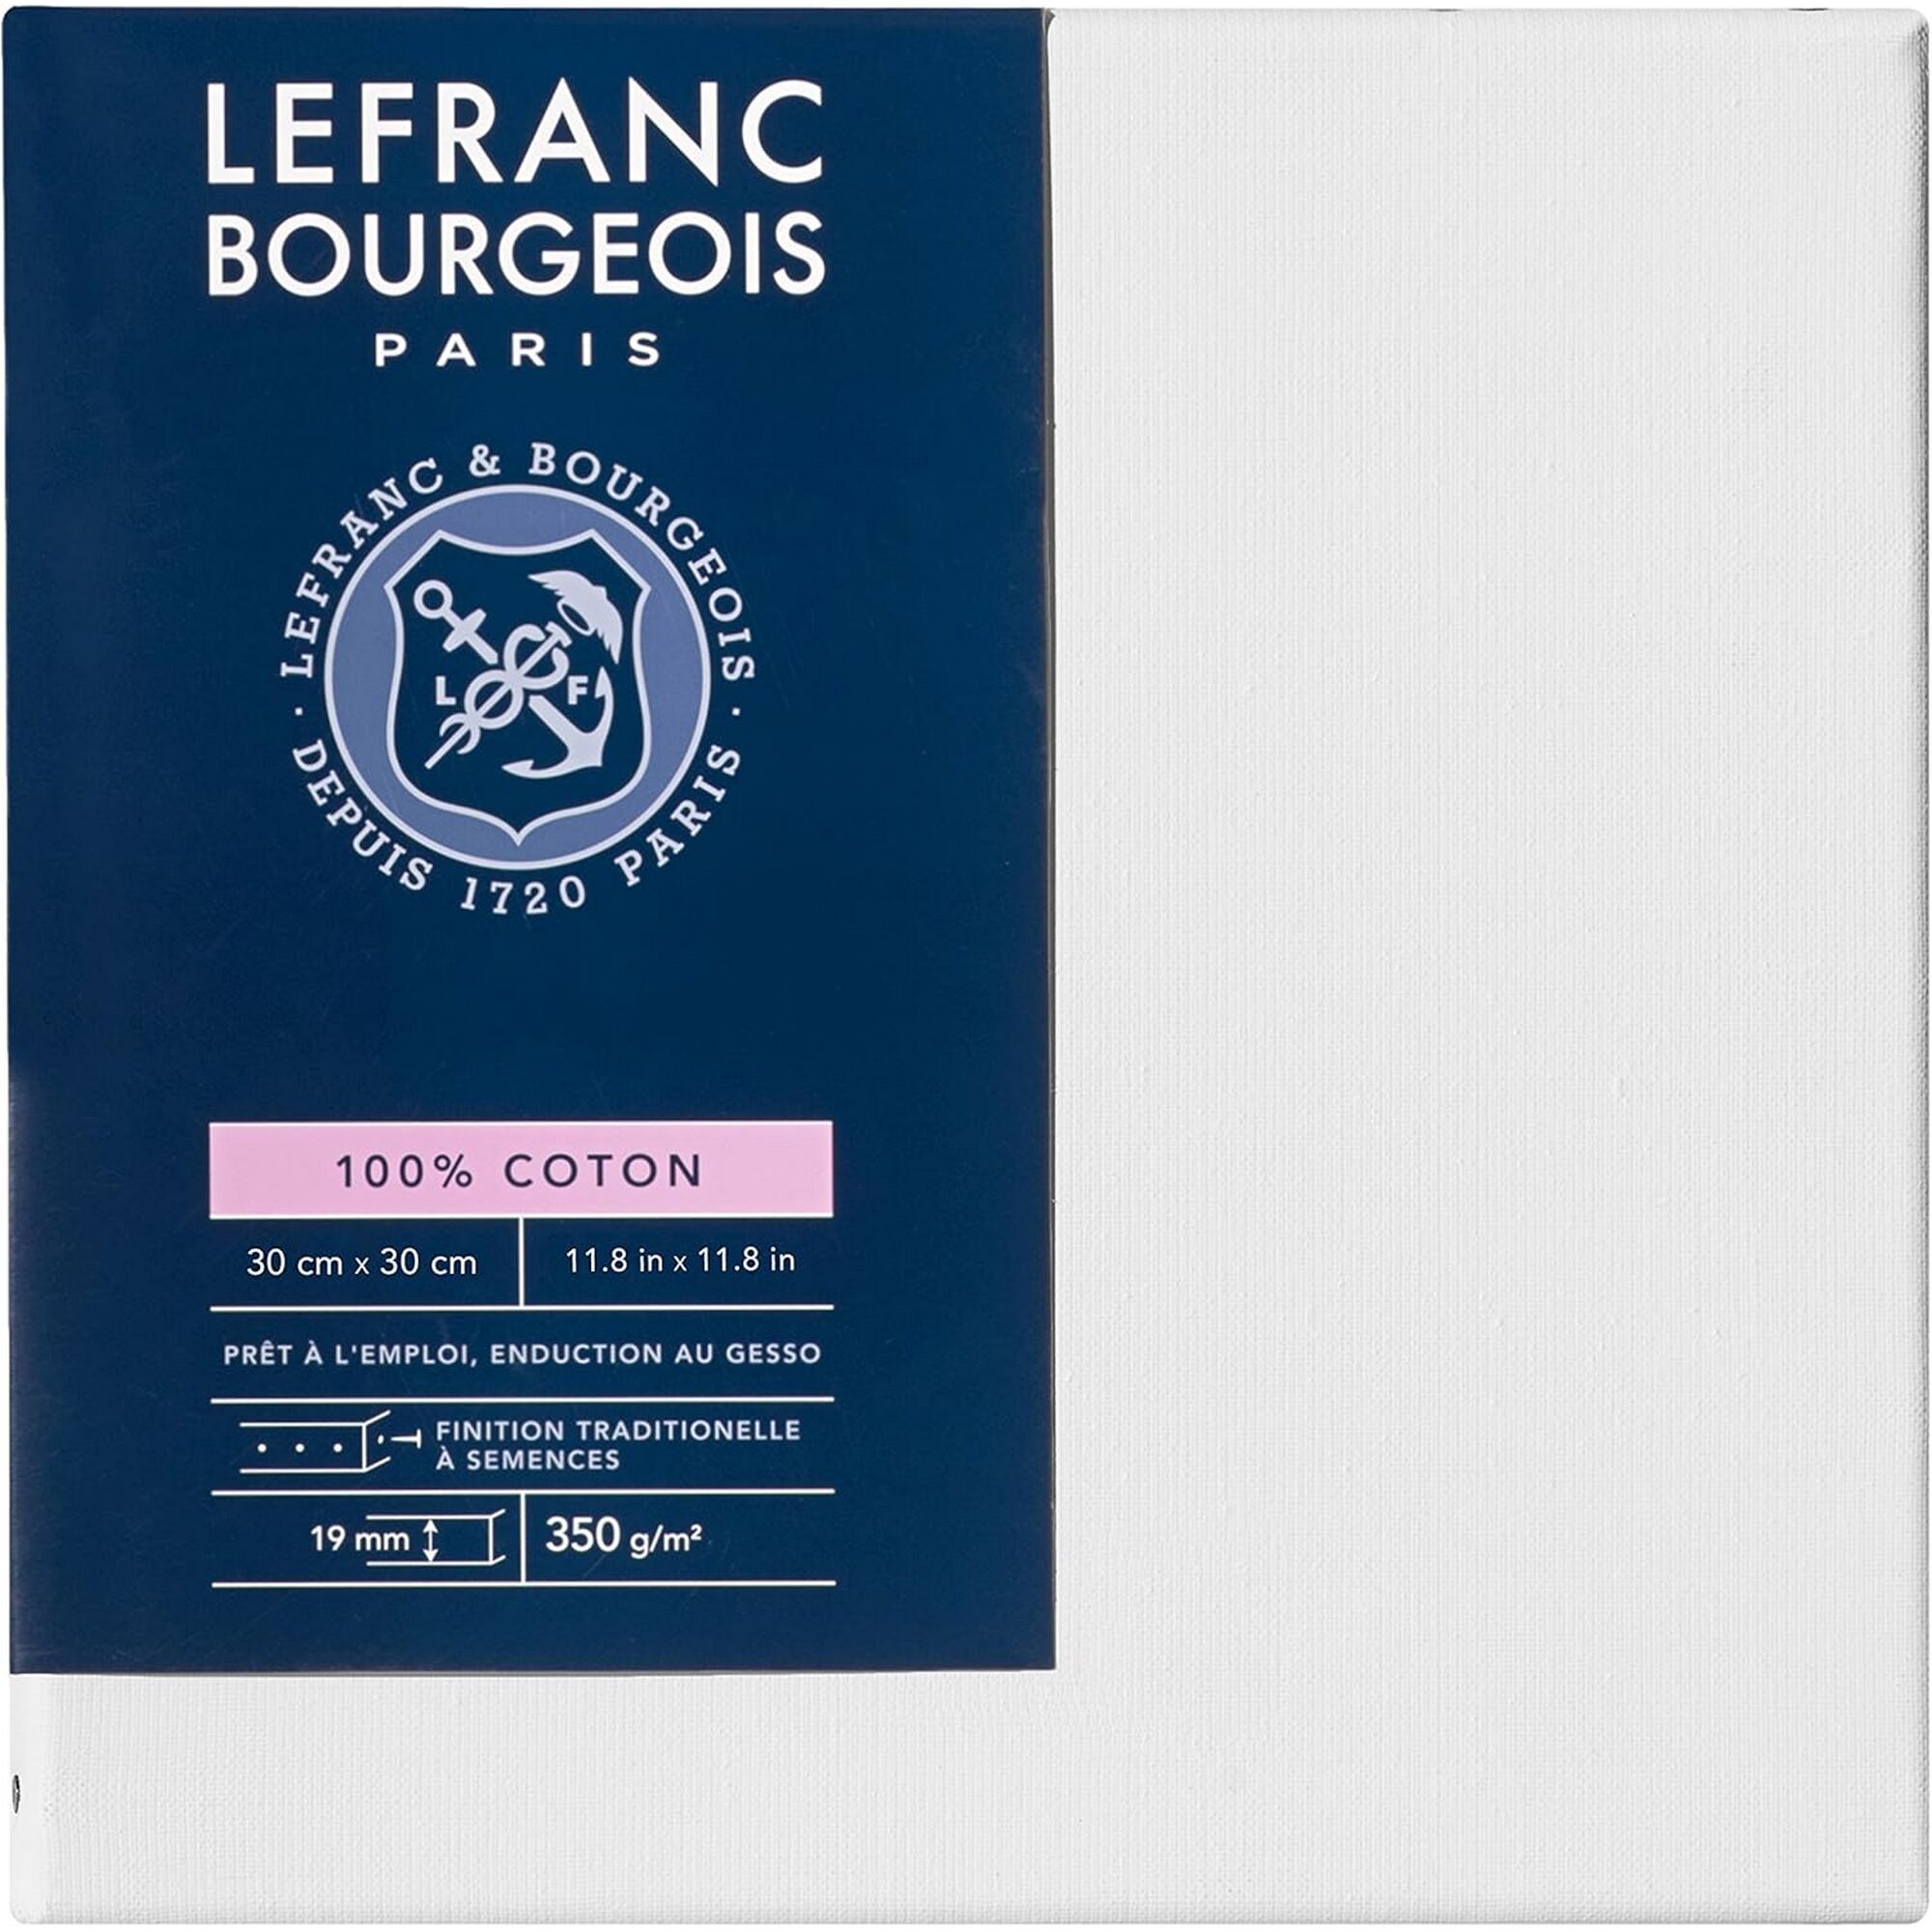 LEFRANC
BOURGEOIS
PARIS
LEFRANC & BOURGEOIS
· DEPUIS 1720 PARIS ·
L F
100% COTON
30 cm x 30 cm
11.8 in x 11.8 in
PRÊT À L'EMPLOI, ENDUCTION AU GESSO
FINITION TRADITIONELLE
À SEMENCES
19 mm
350 g/m²